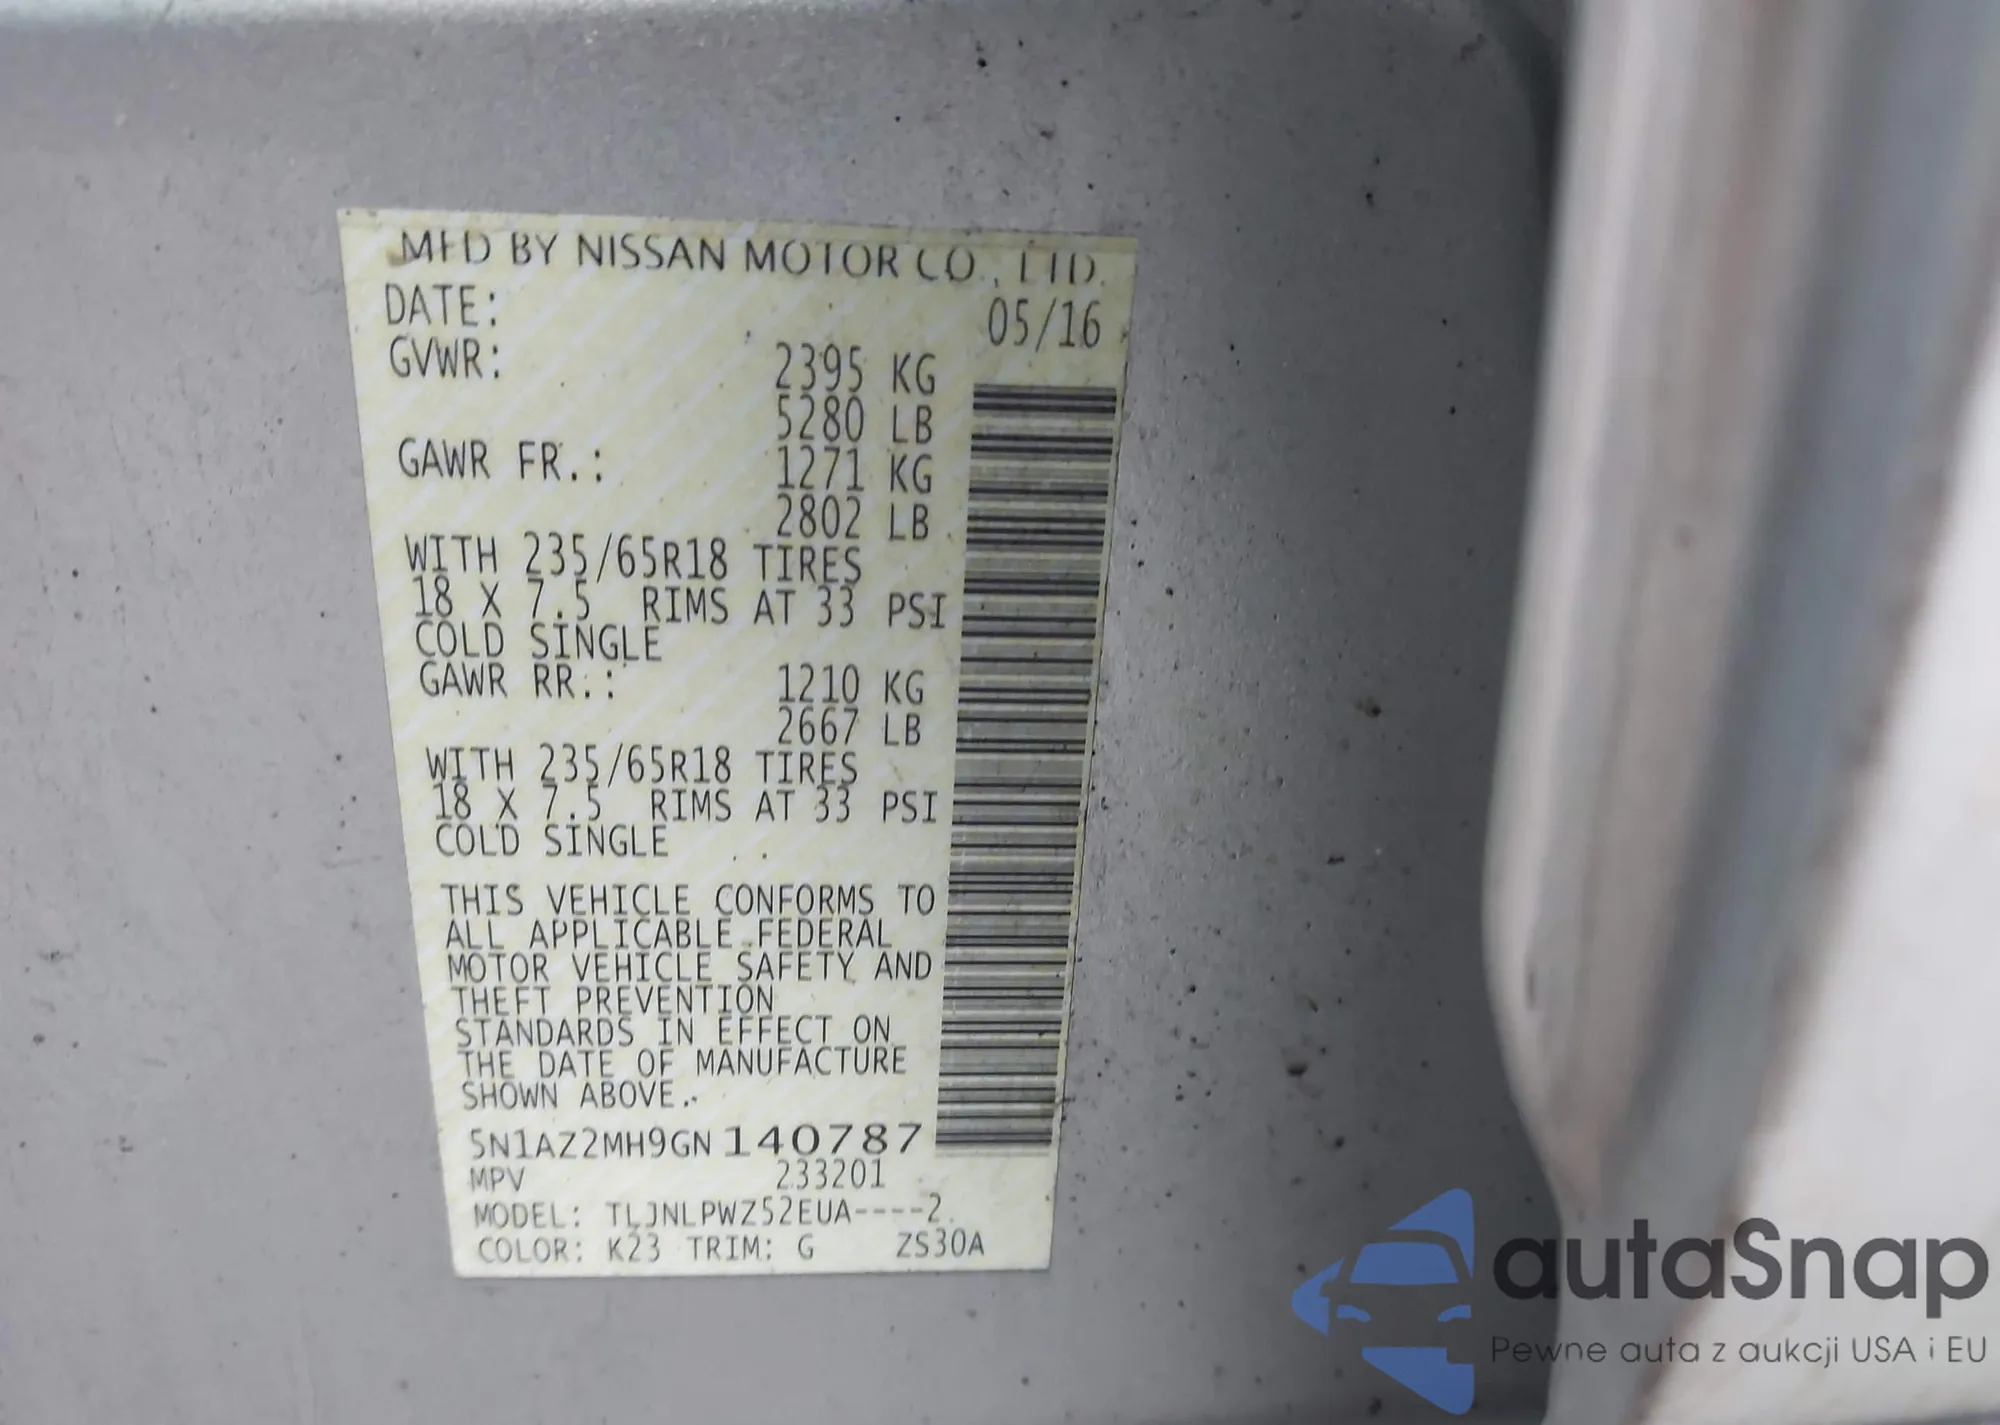 MFD BY NISSAN MOTOR CO., LTD.
DATE: 05/16
GVWR: 2395 KG
5280 LB
GAWR FR.: 1271 KG
2802 LB
WITH 235/65R18 TIRES
18 X 7.5 RIMS AT 33 PSI
COLD SINGLE
GAWR RR.: 1210 KG
2667 LB
WITH 235/65R18 TIRES
18 X 7.5 RIMS AT 33 PSI
COLD SINGLE
THIS VEHICLE CONFORMS TO
ALL APPLICABLE FEDERAL
MOTOR VEHICLE SAFETY AND
THEFT PREVENTION
STANDARDS IN EFFECT ON
THE DATE OF MANUFACTURE
SHOWN ABOVE.
5N1AZ2MH9GN140787
MPV 233201
MODEL: TLJNLPWZ52EUA----2
COLOR: K23 TRIM: G ZS30A
autoSnap
Pewne auta z aukcji USA i EU